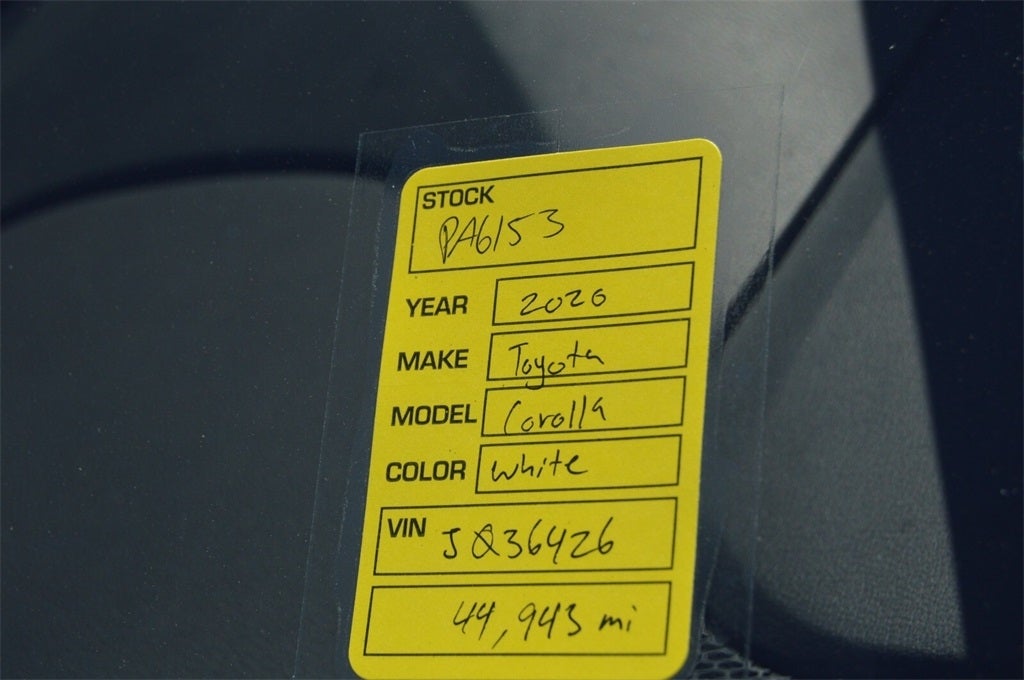 STOCK
PA6153
YEAR 2020
MAKE Toyota
MODEL Corolla
COLOR White
VIN JQ36426
44,943 mi